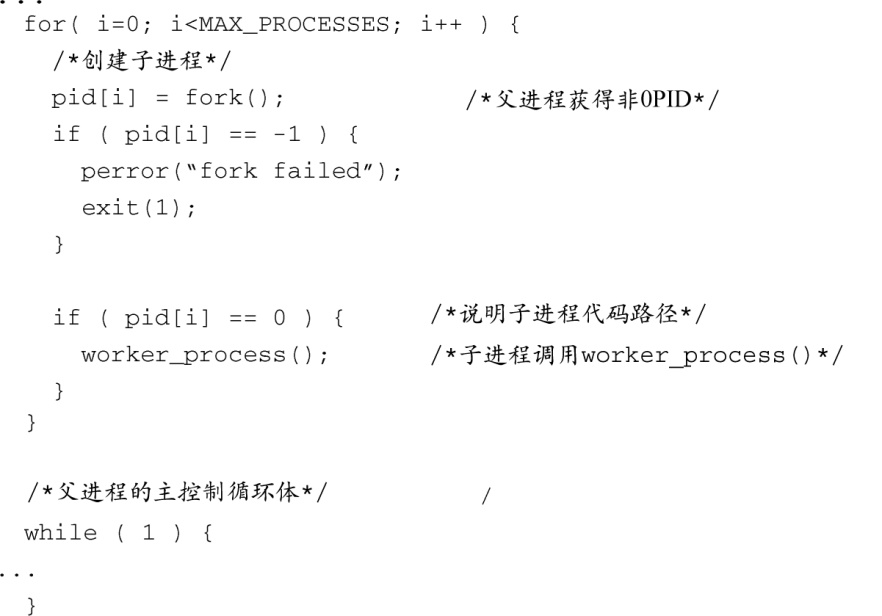 ...
for( i=0; i<MAX_PROCESSES; i++ ) {
/*创建子进程*/
pid[i] = fork(); /*父进程获得非0PID*/
if ( pid[i] == -1 ) {
perror(“fork failed”);
exit(1);
}
if ( pid[i] == 0 ) { /*说明子进程代码路径*/
worker_process(); /*子进程调用worker_process()*/
}
}
/*父进程的主控制循环体*/ /
while ( 1 ) {
...
}